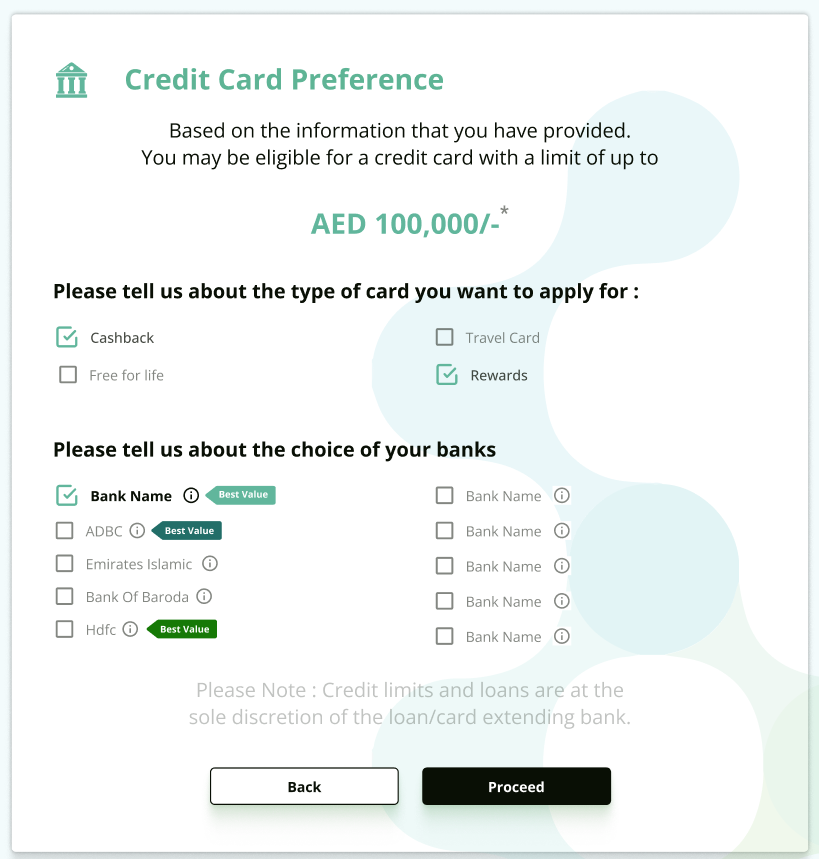 Credit Card Preference
Based on the information that you have provided.
You may be eligible for a credit card with a limit of up to
AED 100,000/-*
Please tell us about the type of card you want to apply for :
Cashback
Travel Card
Free for life
Rewards
Please tell us about the choice of your banks
Bank Name Best Value
ADBC Best Value
Emirates Islamic
Bank Of Baroda
Hdfc Best Value
Bank Name
Bank Name
Bank Name
Bank Name
Bank Name
Please Note : Credit limits and loans are at the
sole discretion of the loan/card extending bank.
Back
Proceed